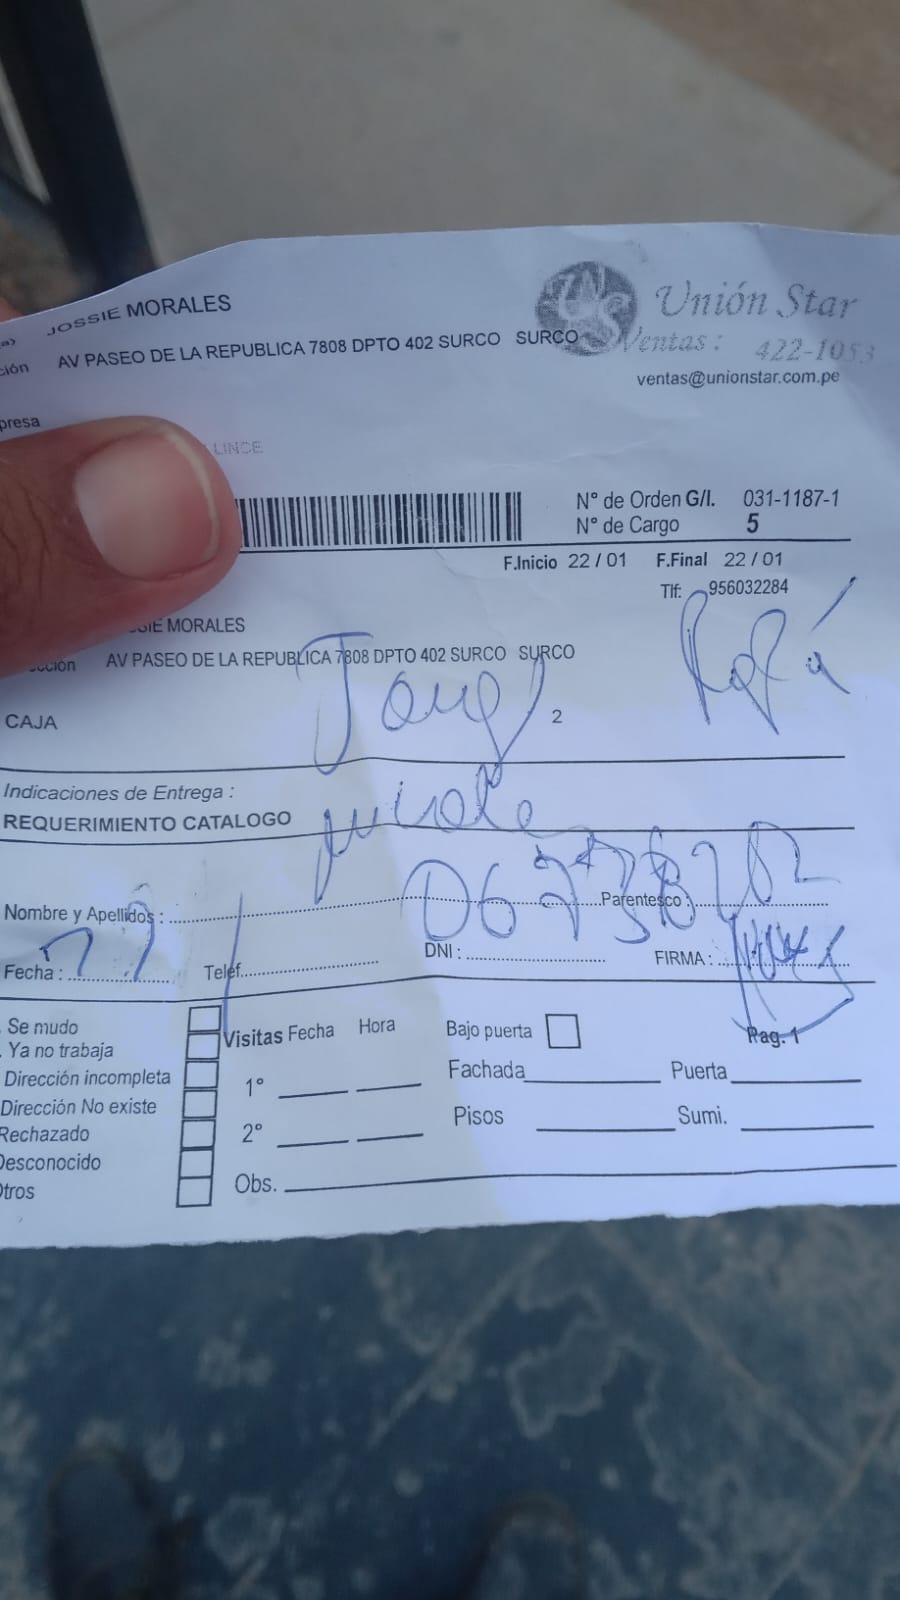 JOSSIE MORALES
Unión Star
ción AV PASEO DE LA REPUBLICA 7808 DPTO 402 SURCO SURCO
Ventas: 422-1053
ventas@unionstar.com.pe
presa
LINCE
N° de Orden G/I. 031-1187-1
N° de Cargo 5
F.Inicio 22 / 01 F.Final 22 / 01
Tlf: 956032284
SIE MORALES
cción AV PASEO DE LA REPUBLICA 7808 DPTO 402 SURCO SURCO
CAJA 2
Indicaciones de Entrega :
REQUERIMIENTO CATALOGO
Nombre y Apellidos : Parentesco :
Fecha : Telef. DNI : FIRMA :
Pag. 1
Se mudo
Ya no trabaja
Dirección incompleta
Dirección No existe
Rechazado
Desconocido
Otros
Visitas Fecha Hora
1°
2°
Obs.
Bajo puerta
Fachada Puerta
Pisos Sumi.